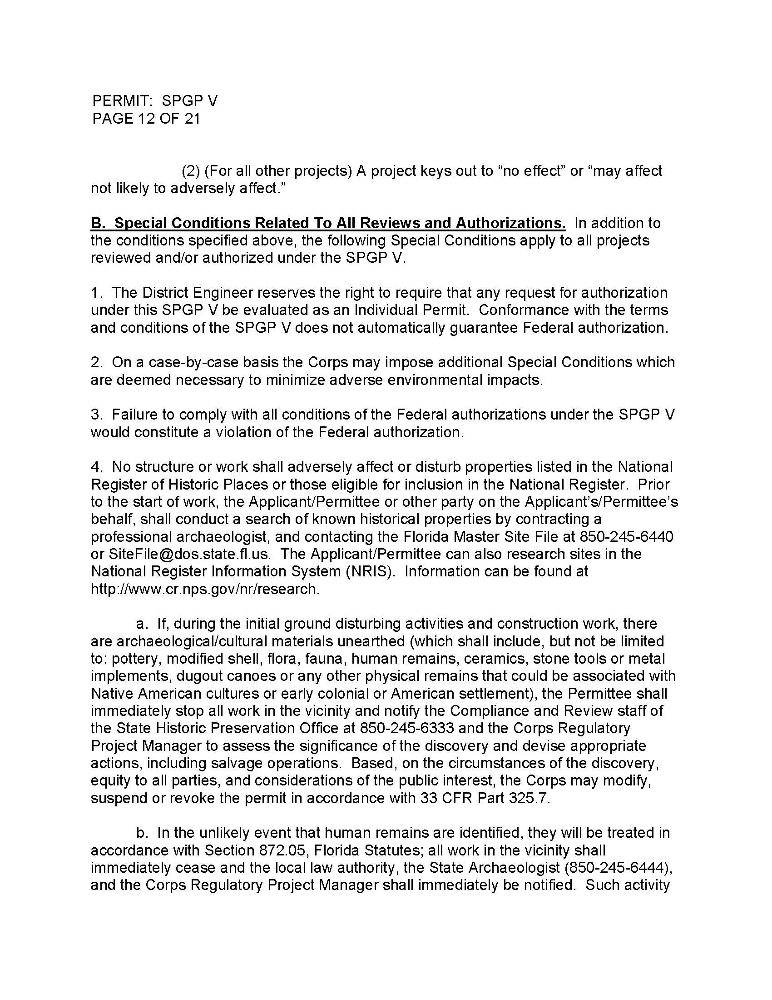 PERMIT:  SPGP V
PAGE 12 OF 21
(2) (For all other projects) A project keys out to “no effect” or “may affect
not likely to adversely affect.”
B.  Special Conditions Related To All Reviews and Authorizations.  In addition to
the conditions specified above, the following Special Conditions apply to all projects
reviewed and/or authorized under the SPGP V.
1.  The District Engineer reserves the right to require that any request for authorization
under this SPGP V be evaluated as an Individual Permit.  Conformance with the terms
and conditions of the SPGP V does not automatically guarantee Federal authorization.
2.  On a case-by-case basis the Corps may impose additional Special Conditions which
are deemed necessary to minimize adverse environmental impacts.
3.  Failure to comply with all conditions of the Federal authorizations under the SPGP V
would constitute a violation of the Federal authorization.
4.  No structure or work shall adversely affect or disturb properties listed in the National
Register of Historic Places or those eligible for inclusion in the National Register.  Prior
to the start of work, the Applicant/Permittee or other party on the Applicant’s/Permittee’s
behalf, shall conduct a search of known historical properties by contracting a
professional archaeologist, and contacting the Florida Master Site File at 850-245-6440
or SiteFile@dos.state.fl.us.  The Applicant/Permittee can also research sites in the
National Register Information System (NRIS).  Information can be found at
http://www.cr.nps.gov/nr/research.
a.  If, during the initial ground disturbing activities and construction work, there
are archaeological/cultural materials unearthed (which shall include, but not be limited
to: pottery, modified shell, flora, fauna, human remains, ceramics, stone tools or metal
implements, dugout canoes or any other physical remains that could be associated with
Native American cultures or early colonial or American settlement), the Permittee shall
immediately stop all work in the vicinity and notify the Compliance and Review staff of
the State Historic Preservation Office at 850-245-6333 and the Corps Regulatory
Project Manager to assess the significance of the discovery and devise appropriate
actions, including salvage operations.  Based, on the circumstances of the discovery,
equity to all parties, and considerations of the public interest, the Corps may modify,
suspend or revoke the permit in accordance with 33 CFR Part 325.7.
b.  In the unlikely event that human remains are identified, they will be treated in
accordance with Section 872.05, Florida Statutes; all work in the vicinity shall
immediately cease and the local law authority, the State Archaeologist (850-245-6444),
and the Corps Regulatory Project Manager shall immediately be notified.  Such activity